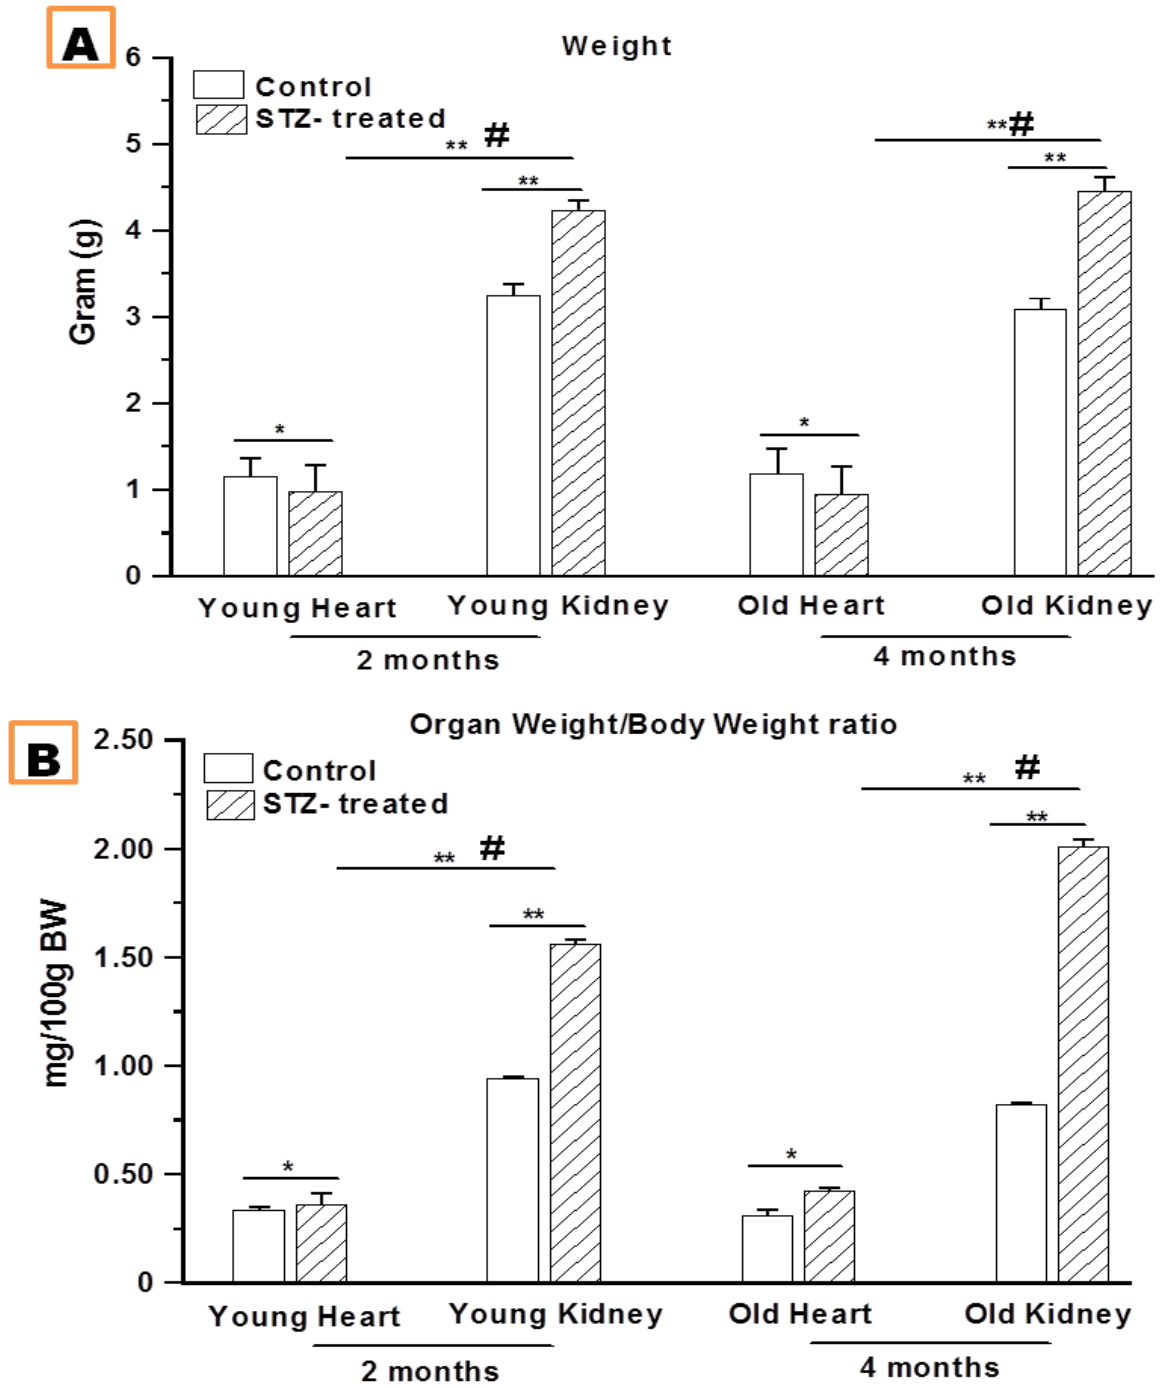 A
Weight
6
Control
STZ- treated
5
** #
**#
**
**
4
Gram (g)
3
2
*
*
1
0
Young Heart Young Kidney Old Heart Old Kidney
2 months 4 months
B
Organ Weight/Body Weight ratio
2.50
Control
STZ- treated
** #
2.00
**
** #
**
1.50
mg/100g BW
1.00
0.50
*
*
0
Young Heart Young Kidney Old Heart Old Kidney
2 months 4 months